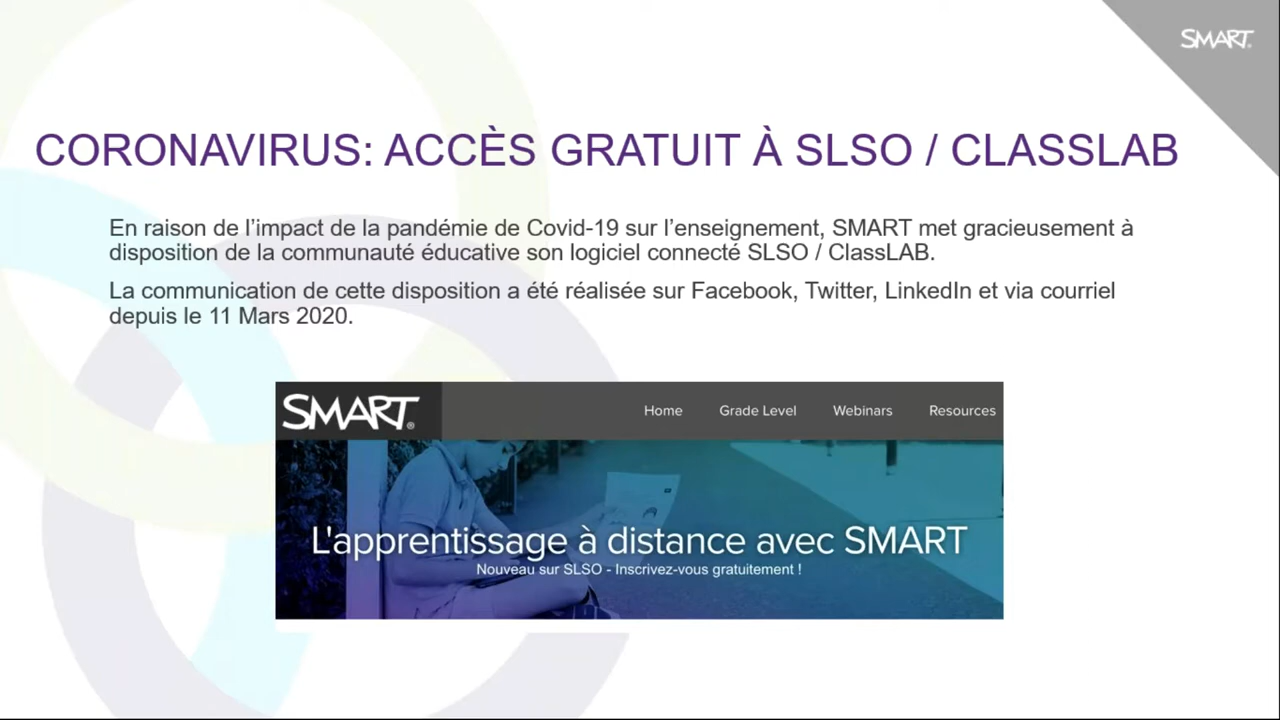 SMART
CORONAVIRUS: ACCÈS GRATUIT À SLSO / CLASSLAB
En raison de l’impact de la pandémie de Covid-19 sur l’enseignement, SMART met gracieusement à
disposition de la communauté éducative son logiciel connecté SLSO / ClassLAB.
La communication de cette disposition a été réalisée sur Facebook, Twitter, LinkedIn et via courriel
depuis le 11 Mars 2020.
SMART®
Home Grade Level Webinars Resources
L'apprentissage à distance avec SMART
Nouveau sur SLSO - Inscrivez-vous gratuitement !